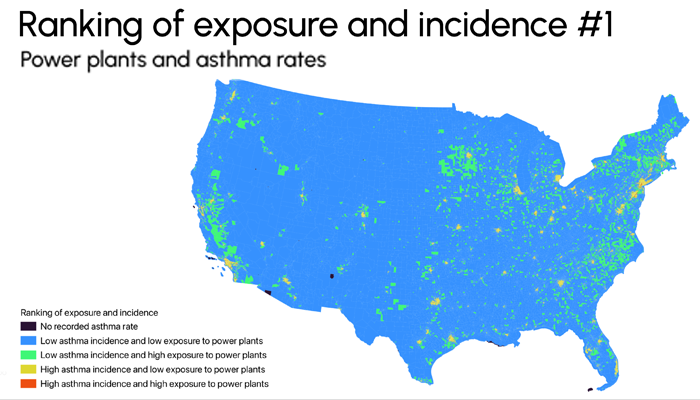 Ranking of exposure and incidence #1
Power plants and asthma rates
Ranking of exposure and incidence
No recorded asthma rate
Low asthma incidence and low exposure to power plants
Low asthma incidence and high exposure to power plants
High asthma incidence and low exposure to power plants
High asthma incidence and high exposure to power plants